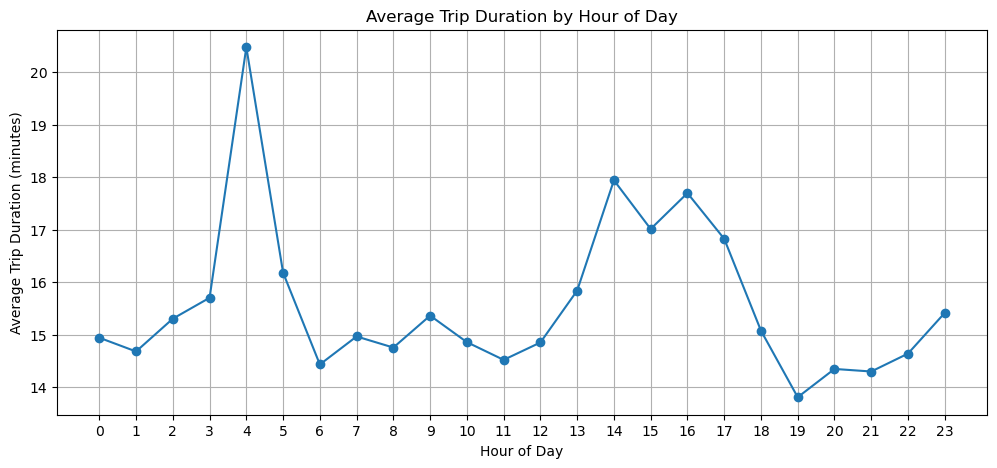 Average Trip Duration by Hour of Day
Average Trip Duration (minutes)
20
19
18
17
16
15
14
0 1 2 3 4 5 6 7 8 9 10 11 12 13 14 15 16 17 18 19 20 21 22 23
Hour of Day